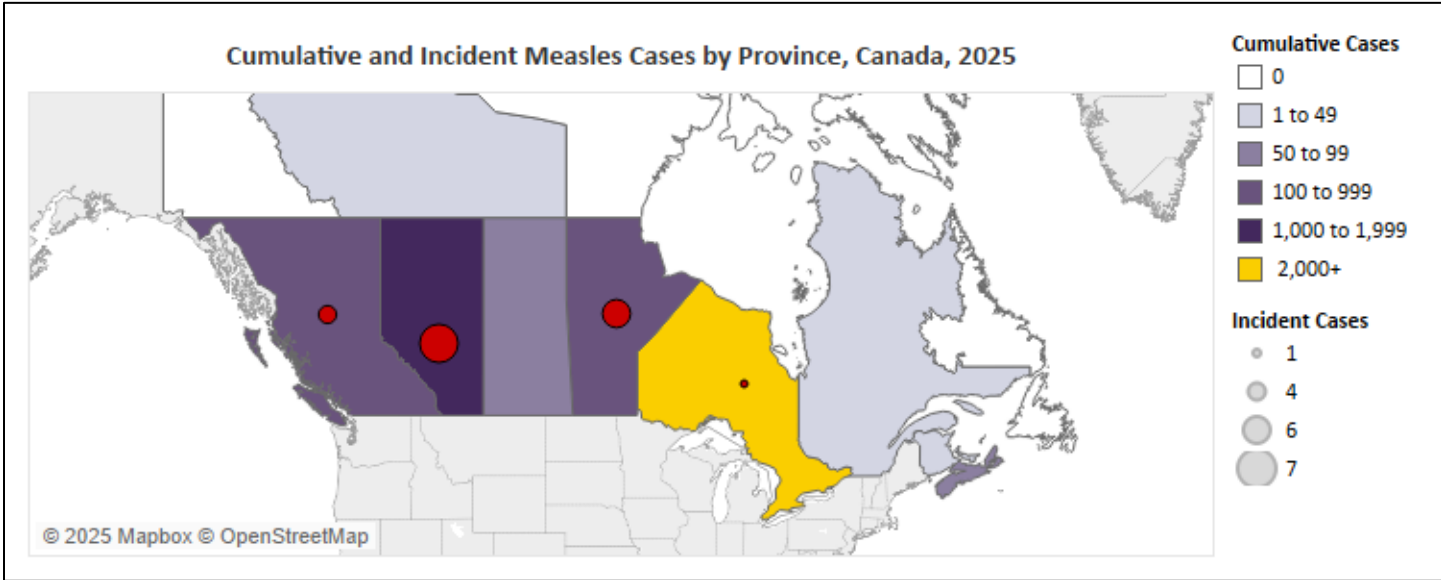 Cumulative and Incident Measles Cases by Province, Canada, 2025
Cumulative Cases
0
1 to 49
50 to 99
100 to 999
1,000 to 1,999
2,000+
Incident Cases
1
4
6
7
© 2025 Mapbox © OpenStreetMap